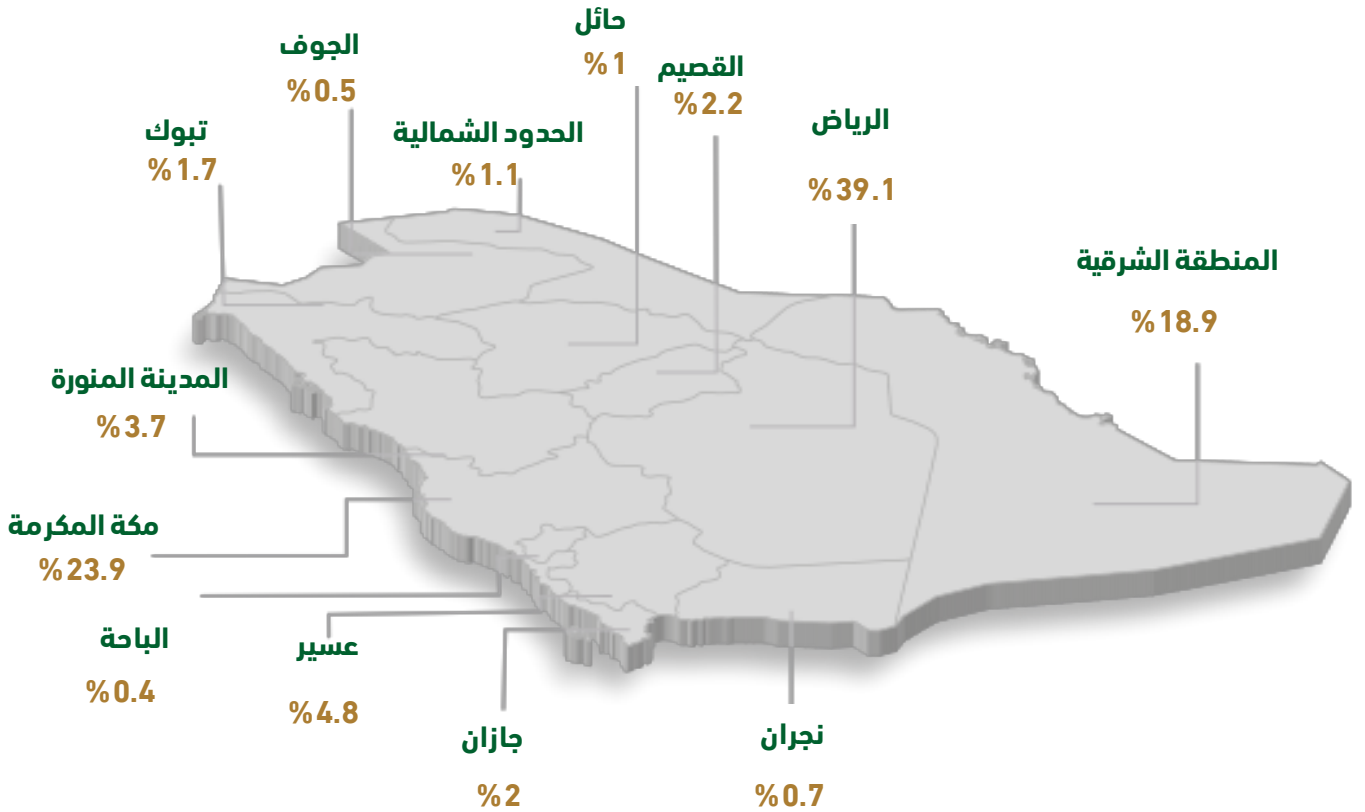 حائل
%1
الجوف
%0.5
القصيم
%2.2
الرياض
%39.1
تبوك
%1.7
الحدود الشمالية
%1.1
المنطقة الشرقية
%18.9
المدينة المنورة
%3.7
مكة المكرمة
%23.9
الباحة
%0.4
عسير
%4.8
جازان
%2
نجران
%0.7